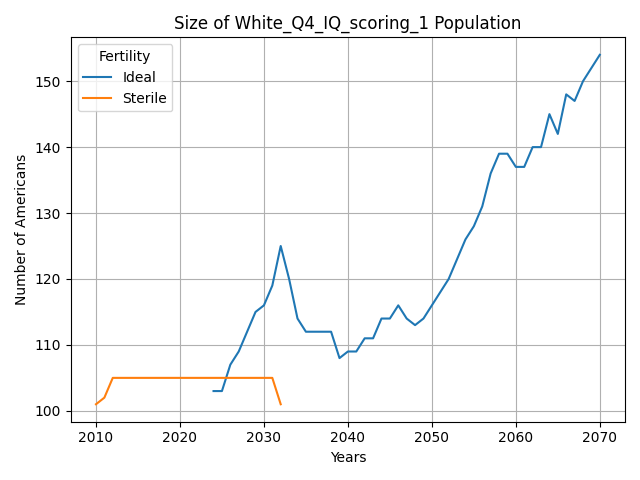 Size of White_Q4_IQ_scoring_1 Population
Fertility
Ideal
Sterile
Number of Americans
150
140
130
120
110
100
2010 2020 2030 2040 2050 2060 2070
Years